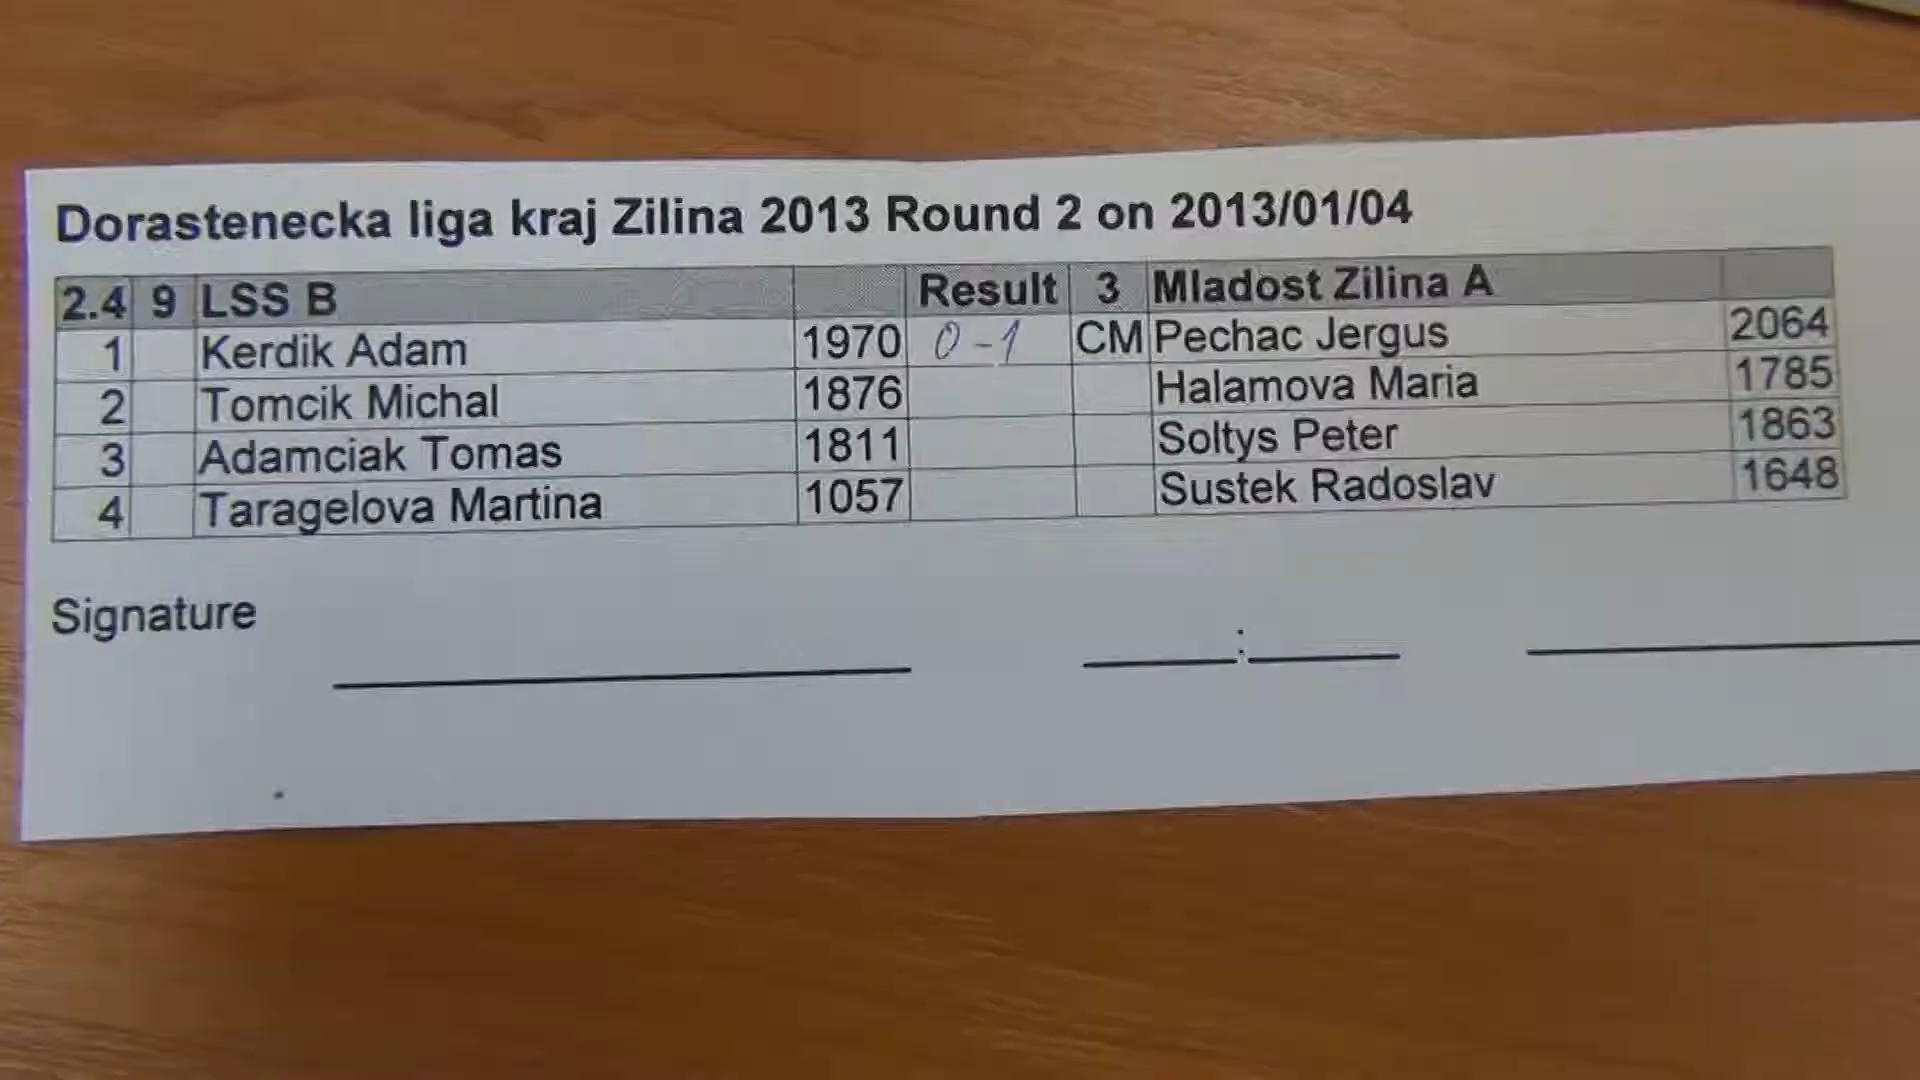 Dorastenecka liga kraj Zilina 2013 Round 2 on 2013/01/04
2.4 9 LSS B Result 3 Mladost Zilina A
1 Kerdik Adam 1970 0-1 CM Pechac Jergus 2064
2 Tomcik Michal 1876 Halamova Maria 1785
3 Adamciak Tomas 1811 Soltys Peter 1863
4 Taragelova Martina 1057 Sustek Radoslav 1648
Signature
: